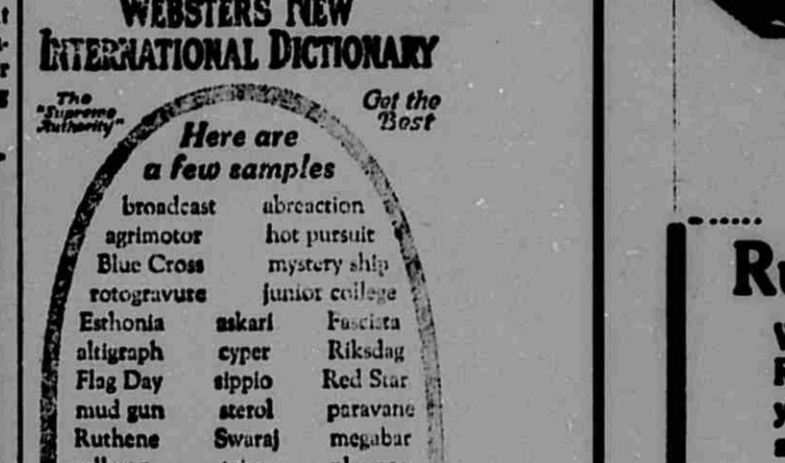 WEBSTER'S NEW
INTERNATIONAL DICTIONARY
The
"Supreme
Authority"
Get the
Best
Here are
a few samples
broadcast abreaction
agrimotor hot pursuit
Blue Cross mystery ship
rotogravure junior college
Esthonia askari Fascista
altigraph cyper Riksdag
Flag Day sippio Red Star
mud gun sterol paravane
Ruthene Swaraj megabar